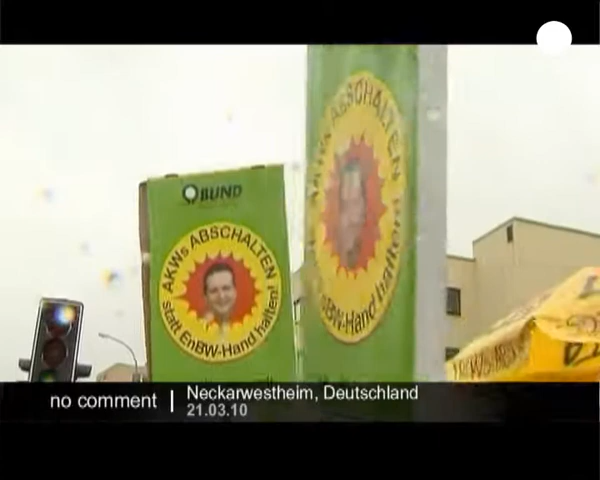 BUND
AKWs ABSCHALTEN
statt EnBW-Hand halten!
ABSCHALTEN
EnBW-Hand halten!
no comment
Neckarwestheim, Deutschland
21.03.10